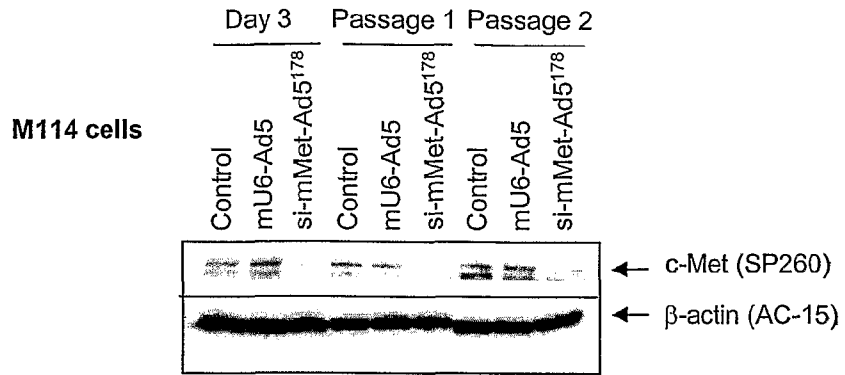 Day 3 Passage 1 Passage 2
M114 cells
Control mU6-Ad5 si-mMet-Ad5178 Control mU6-Ad5 si-mMet-Ad5178 Control mU6-Ad5 si-mMet-Ad5178
c-Met (SP260)
β-actin (AC-15)